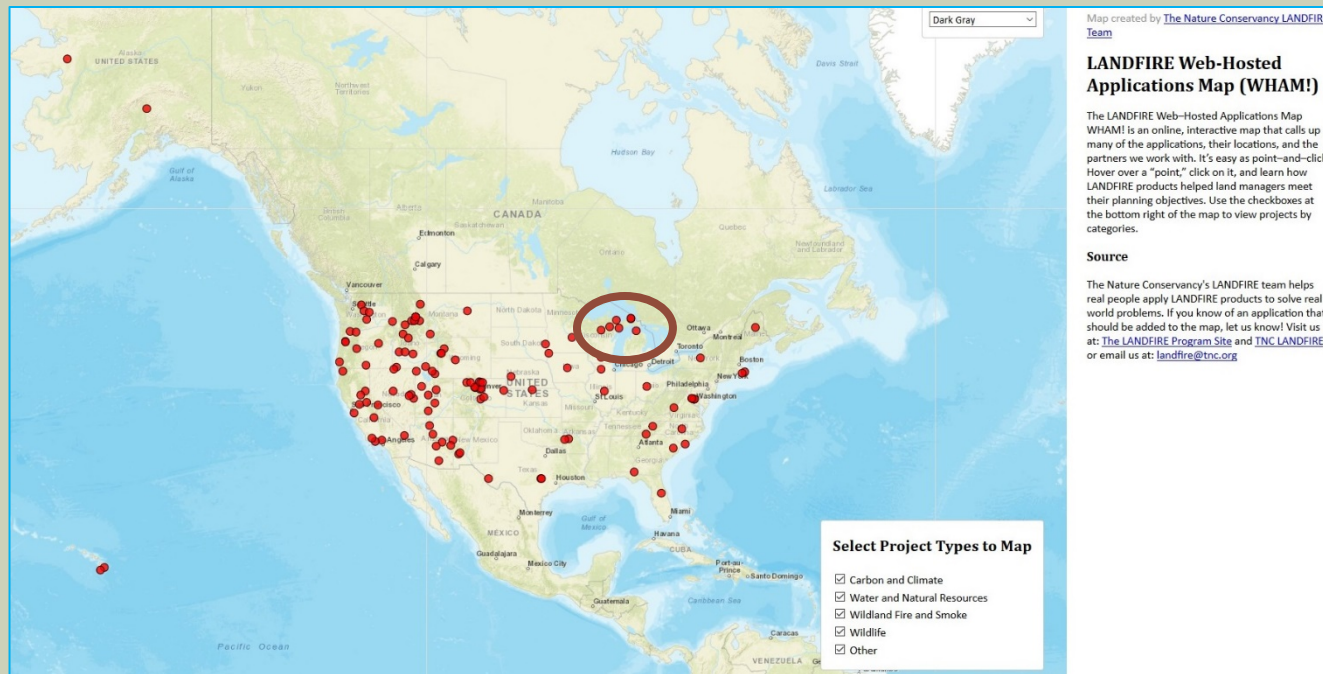 Dark Gray
Alaska
UNITED STATES
Yukon
Northwest
Territories
Davis Strait
Hudson Bay
Gulf of
Alaska
Labrador Sea
British
Columbia
Alberta
Manitoba
CANADA
Saskatchewan
Quebec
Edmonton
Newfoundland
and Labrador
Ontario
Calgary
Vancouver
Seattle
Montana
North Dakota
Ottawa
Montreal
Toronto
South Dakota
Boston
Detroit
Chicago
New York
Nebraska
UNITED
STATES
Philadelphia
Washington
St Louis
Kansas
Missouri
Kentucky
Oklahoma
Arkansas
Tennessee
New Mexico
Atlanta
Dallas
Georgia
Texas
Houston
Monterrey
Miami
Gulf of
Mexico
Havana
MÉXICO
CUBA
Guadalajara
Mexico City
Port-au-
Prince
Santo Domingo
Guatemala
Caribbean Sea
Caracas
Pacific Ocean
VENEZUELA
Select Project Types to Map
Carbon and Climate
Water and Natural Resources
Wildland Fire and Smoke
Wildlife
Other
Map created by The Nature Conservancy LANDFIRE
Team
LANDFIRE Web-Hosted
Applications Map (WHAM!)
The LANDFIRE Web–Hosted Applications Map
WHAM! is an online, interactive map that calls up
many of the applications, their locations, and the
partners we work with. It's easy as point–and–click
Hover over a “point,” click on it, and learn how
LANDFIRE products helped land managers meet
their planning objectives. Use the checkboxes at
the bottom right of the map to view projects by
categories.
Source
The Nature Conservancy's LANDFIRE team helps
real people apply LANDFIRE products to solve real
world problems. If you know of an application that
should be added to the map, let us know! Visit us
at: The LANDFIRE Program Site and TNC LANDFIRE
or email us at: landfire@tnc.org